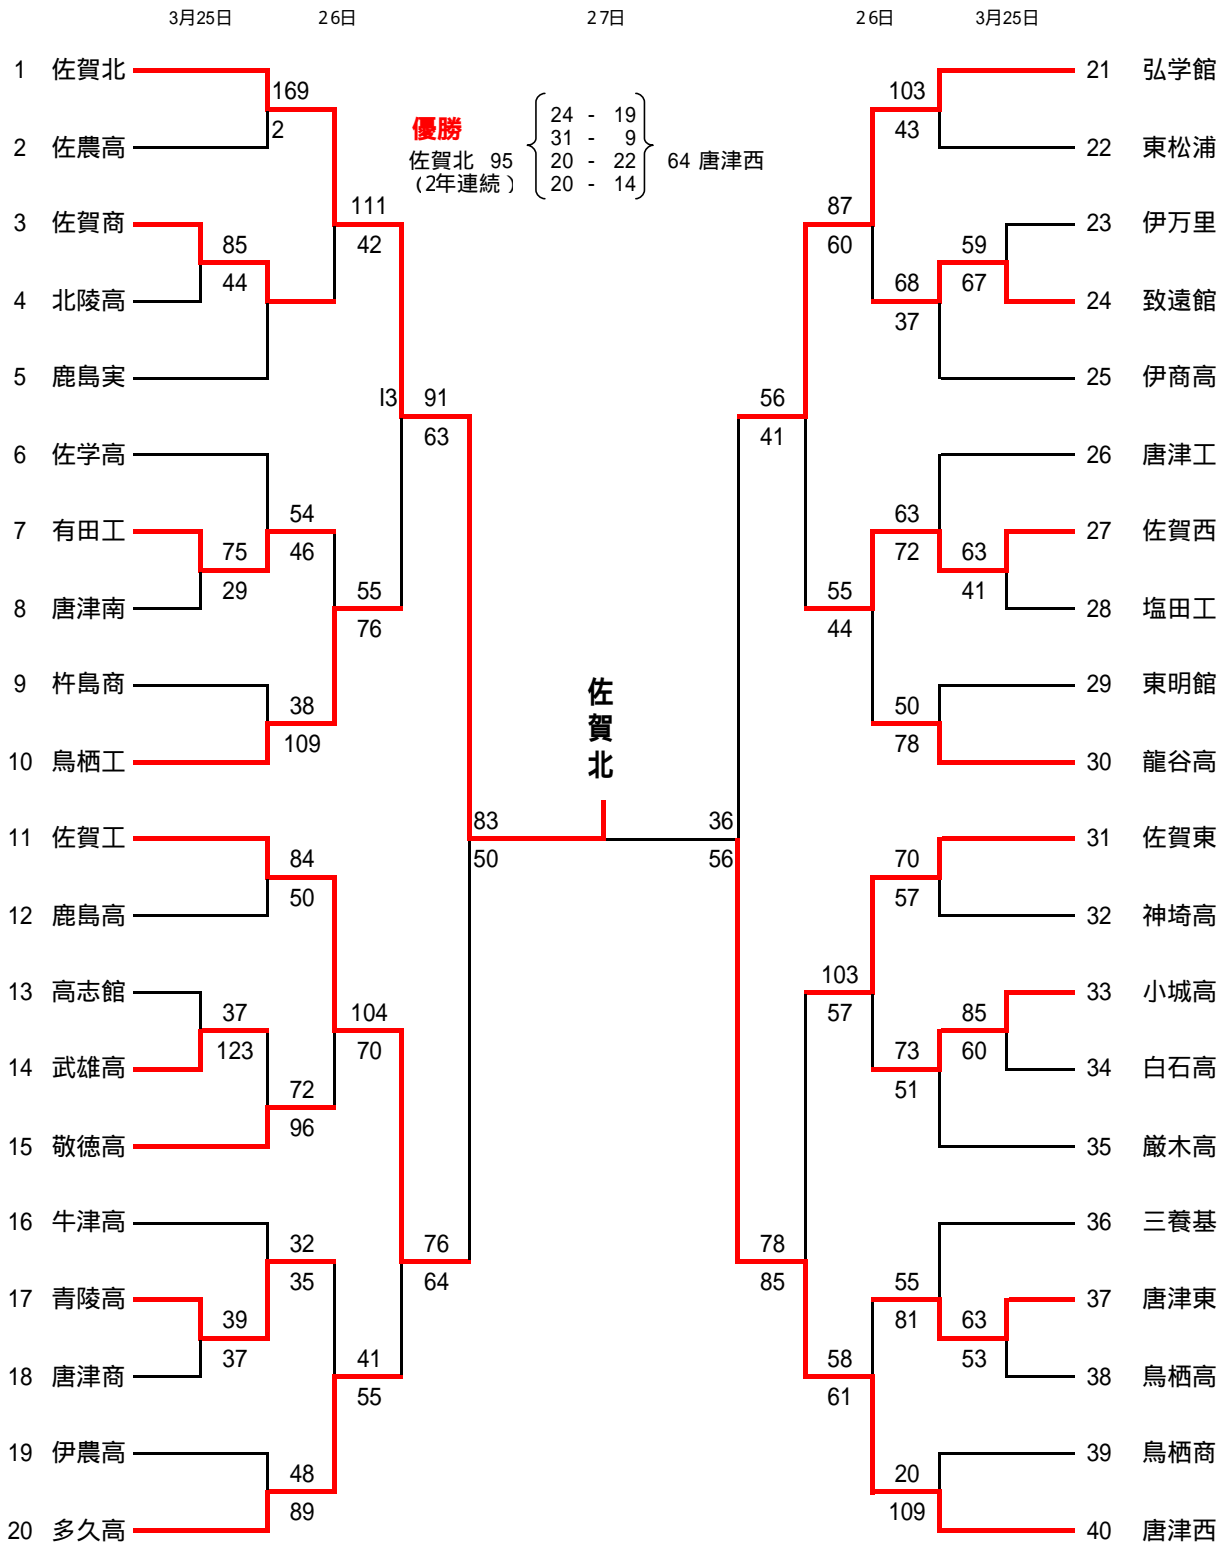 3月25日 26日 27日 26日 3月25日
優勝
佐賀北 95
(2年連続)
24 - 19
31 - 9
20 - 22
20 - 14
64 唐津西
1 佐賀北
169
2
2 佐農高
111
42
3 佐賀商
85
44
4 北陵高
5 鹿島実
I3 91
63
6 佐学高
54
46
7 有田工
75
29
8 唐津南
55
76
9 杵島商
38
109
10 鳥栖工
83
50
11 佐賀工
84
50
12 鹿島高
13 高志館
37
123
104
70
14 武雄高
72
96
15 敬徳高
16 牛津高
32
35
76
64
17 青陵高
39
37
18 唐津商
41
55
19 伊農高
48
89
20 多久高
佐賀北
21 弘学館
103
43
22 東松浦
87
60
23 伊万里
59
67
68
37
24 致遠館
25 伊商高
56
41
26 唐津工
63
72
27 佐賀西
63
41
28 塩田工
55
44
29 東明館
50
78
30 龍谷高
36
56
31 佐賀東
70
57
32 神埼高
103
57
33 小城高
85
60
34 白石高
73
51
35 厳木高
36 三養基
78
85
55
81
37 唐津東
63
53
38 鳥栖高
58
61
39 鳥栖商
20
109
40 唐津西